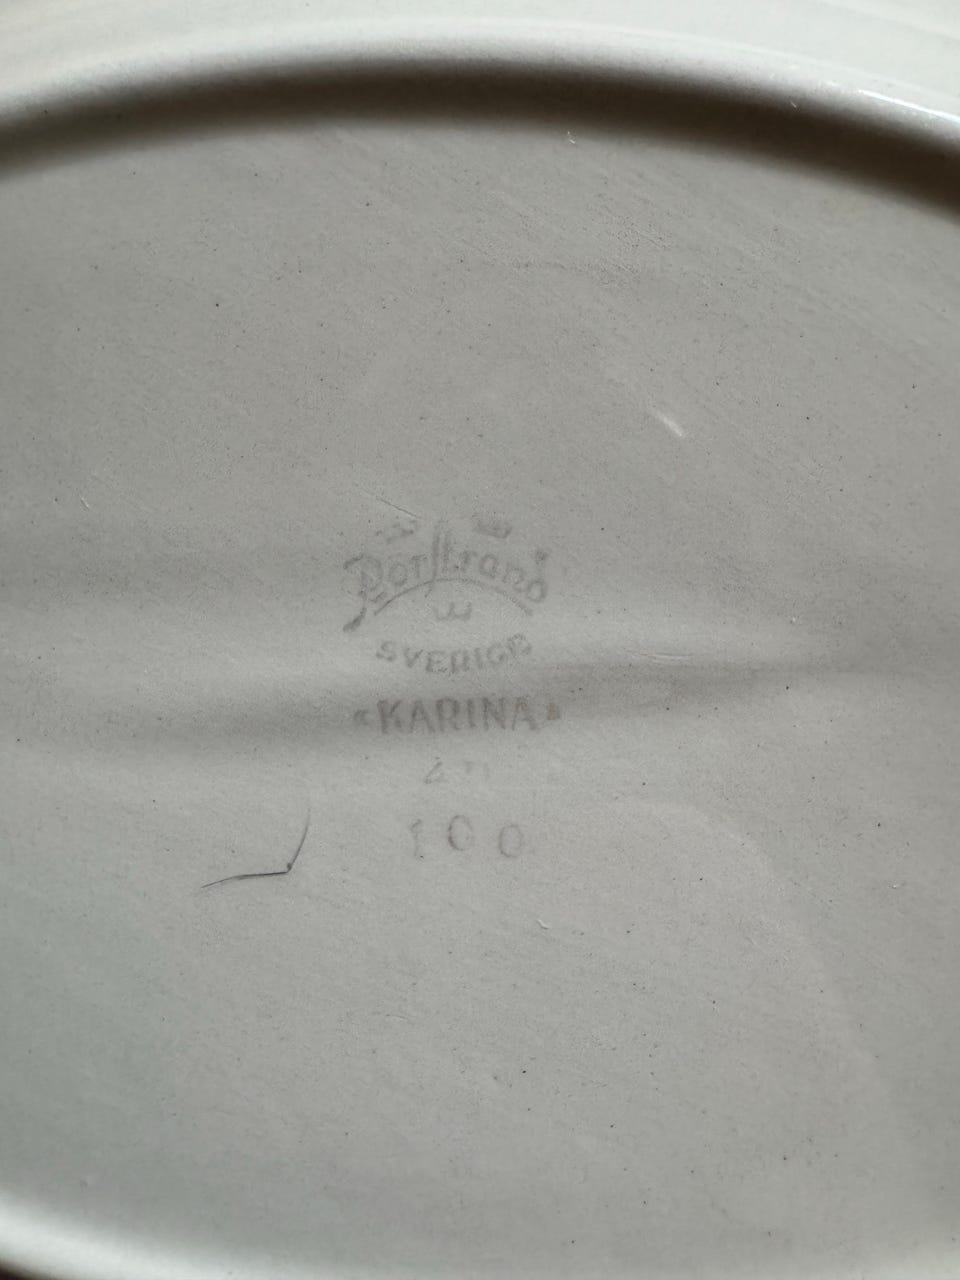 Rörstrand
SVERIGE
"KARINA"
100